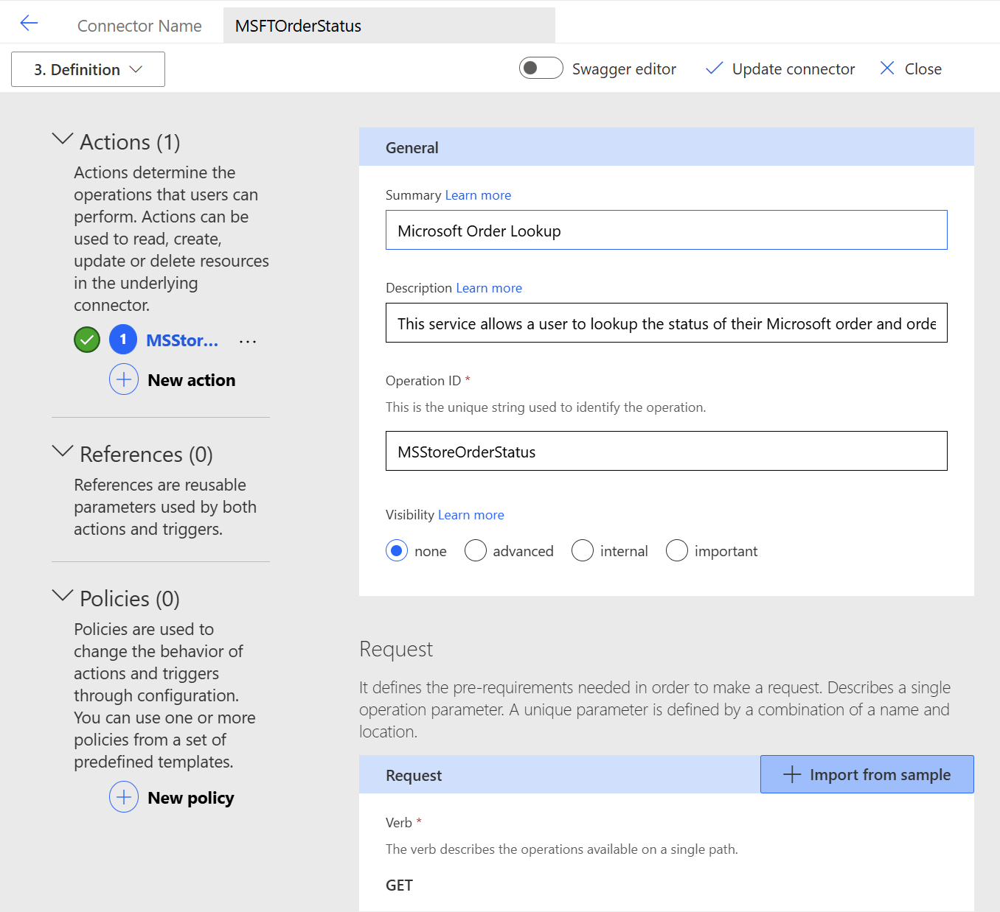 Connector Name
MSFTOrderStatus
3. Definition
Swagger editor
Update connector
Close
Actions (1)
Actions determine the
operations that users can
perform. Actions can be
used to read, create,
update or delete resources
in the underlying
connector.
1 MSStor... ...
New action
References (0)
References are reusable
parameters used by both
actions and triggers.
Policies (0)
Policies are used to
change the behavior of
actions and triggers
through configuration.
You can use one or more
policies from a set of
predefined templates.
New policy
General
Summary Learn more
Microsoft Order Lookup
Description Learn more
This service allows a user to lookup the status of their Microsoft order and orde
Operation ID *
This is the unique string used to identify the operation.
MSStoreOrderStatus
Visibility Learn more
none advanced internal important
Request
It defines the pre-requirements needed in order to make a request. Describes a single
operation parameter. A unique parameter is defined by a combination of a name and
location.
Request
Import from sample
Verb *
The verb describes the operations available on a single path.
GET